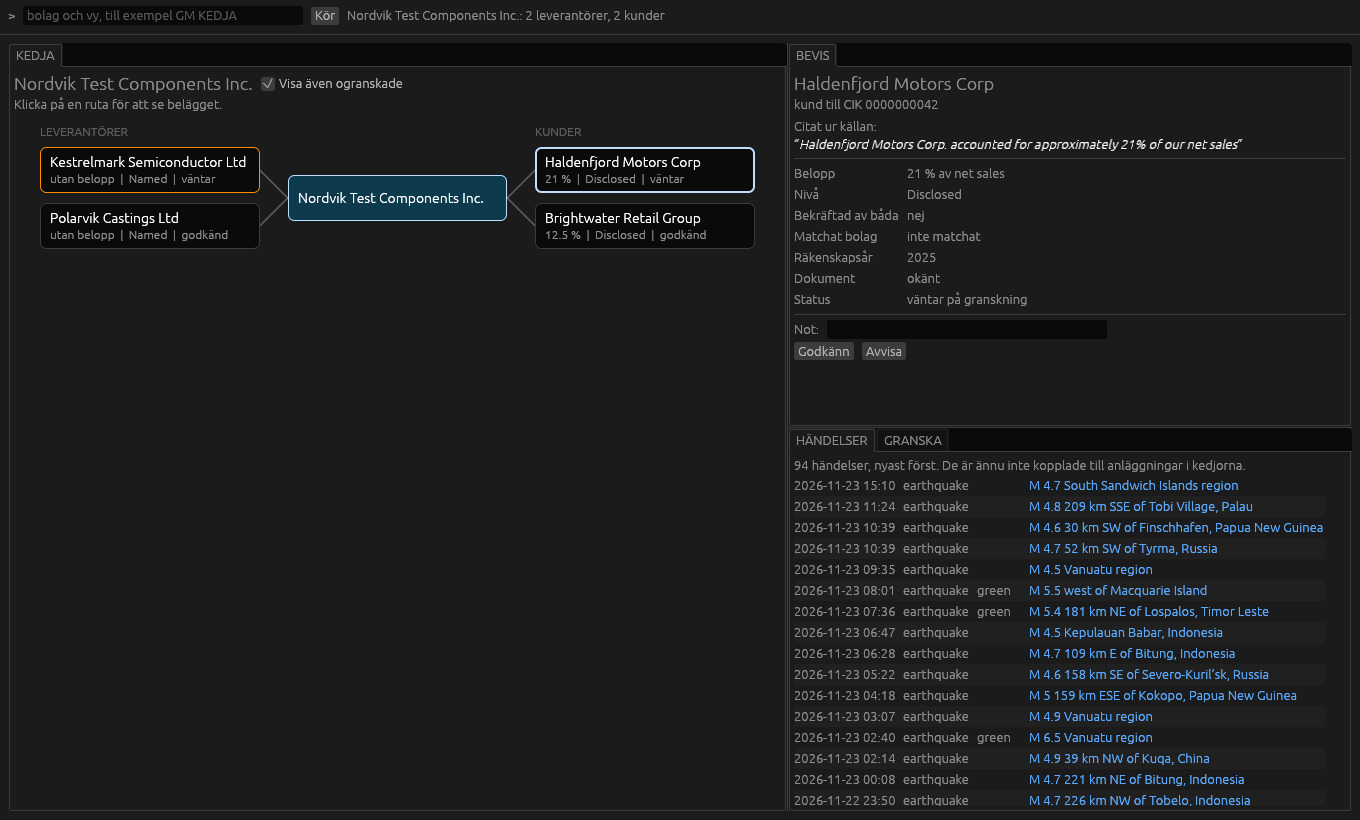 > bolag och vy, till exempel GM KEDJA Kör Nordvik Test Components Inc.: 2 leverantörer, 2 kunder
KEDJA
Nordvik Test Components Inc. Visa även ogranskade
Klicka på en ruta för att se belägget.
LEVERANTÖRER
Kestrelmark Semiconductor Ltd
utan belopp | Named | väntar
Polarvik Castings Ltd
utan belopp | Named | godkänd
Nordvik Test Components Inc.
KUNDER
Haldenfjord Motors Corp
21 % | Disclosed | väntar
Brightwater Retail Group
12.5 % | Disclosed | godkänd
BEVIS
Haldenfjord Motors Corp
kund till CIK 0000000042
Citat ur källan:
"Haldenfjord Motors Corp. accounted for approximately 21% of our net sales"
Belopp 21 % av net sales
Nivå Disclosed
Bekräftad av båda nej
Matchat bolag inte matchat
Räkenskapsår 2025
Dokument okänt
Status väntar på granskning
Not:
Godkänn Avvisa
HÄNDELSER GRANSKA
94 händelser, nyast först. De är ännu inte kopplade till anläggningar i kedjorna.
2026-11-23 15:10 earthquake M 4.7 South Sandwich Islands region
2026-11-23 11:24 earthquake M 4.8 209 km SSE of Tobi Village, Palau
2026-11-23 10:39 earthquake M 4.6 30 km SW of Finschhafen, Papua New Guinea
2026-11-23 10:39 earthquake M 4.7 52 km SW of Tyrma, Russia
2026-11-23 09:35 earthquake M 4.5 Vanuatu region
2026-11-23 08:01 earthquake green M 5.5 west of Macquarie Island
2026-11-23 07:36 earthquake green M 5.4 181 km NE of Lospalos, Timor Leste
2026-11-23 06:47 earthquake M 4.5 Kepulauan Babar, Indonesia
2026-11-23 06:28 earthquake M 4.7 109 km E of Bitung, Indonesia
2026-11-23 05:22 earthquake M 4.6 158 km SE of Severo-Kuril'sk, Russia
2026-11-23 04:18 earthquake M 5 159 km ESE of Kokopo, Papua New Guinea
2026-11-23 03:07 earthquake M 4.9 Vanuatu region
2026-11-23 02:40 earthquake green M 6.5 Vanuatu region
2026-11-23 02:14 earthquake M 4.9 39 km NW of Kuqa, China
2026-11-23 00:08 earthquake M 4.7 221 km NE of Bitung, Indonesia
2026-11-22 23:50 earthquake M 4.7 226 km NW of Tobelo, Indonesia